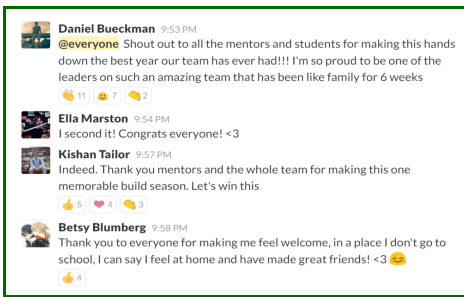 Daniel Bueckman 9:53 PM
@everyone Shout out to all the mentors and students for making this hands
down the best year our team has ever had!!! I'm so proud to be one of the
leaders on such an amazing team that has been like family for 6 weeks
11 7 2
Ella Marston 9:54 PM
I second it! Congrats everyone! <3
Kishan Tailor 9:57 PM
Indeed. Thank you mentors and the whole team for making this one
memorable build season. Let's win this
5 4 3
Betsy Blumberg 9:58 PM
Thank you to everyone for making me feel welcome, in a place I don't go to
school, I can say I feel at home and have made great friends! <3 😊
4